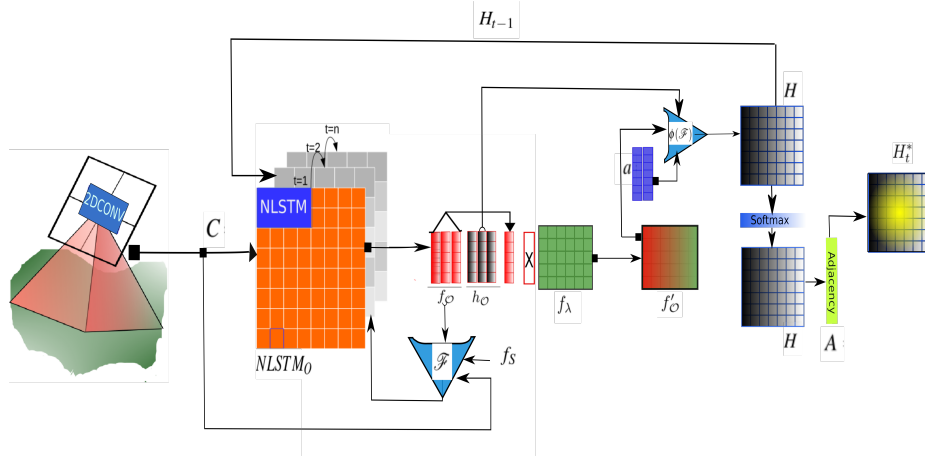 H_{t-1}
2DCONV
C
t=n
t=2
t=1
NLSTM
NLSTM_0
f_𝒪
h_𝒪
ℱ
f_S
X
f_λ
f'_𝒪
a
φ(ℱ)
H
Softmax
H
Adjacency
A
H_t^*